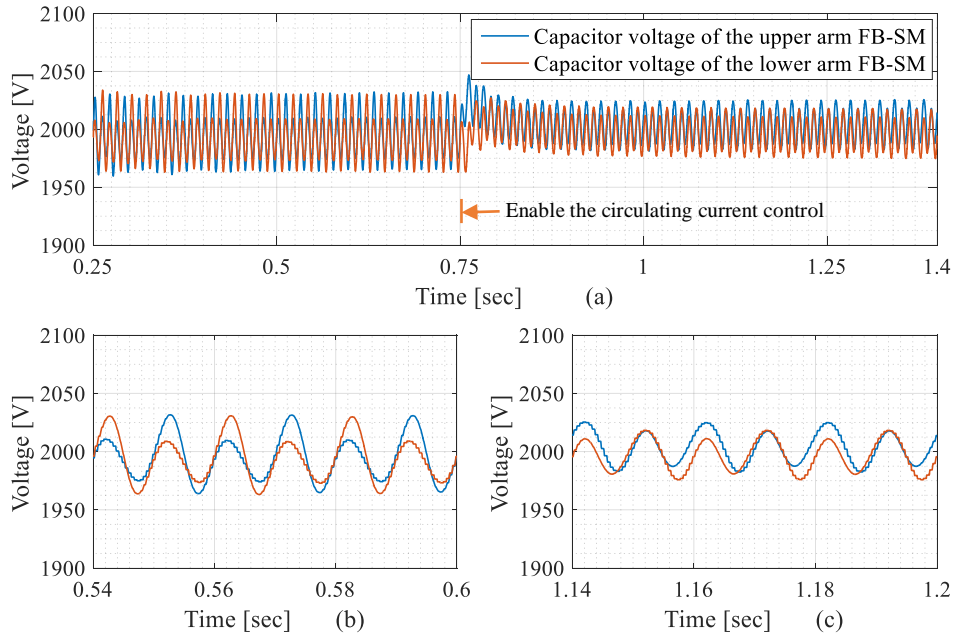 2100
Capacitor voltage of the upper arm FB-SM
Capacitor voltage of the lower arm FB-SM
2050
2000
1950
1900
Voltage [V]
Enable the circulating current control
0.25 0.5 0.75 1 1.25 1.4
Time [sec] (a)
2100
2050
2000
1950
1900
Voltage [V]
0.54 0.56 0.58 0.6
Time [sec] (b)
2100
2050
2000
1950
1900
Voltage [V]
1.14 1.16 1.18 1.2
Time [sec] (c)